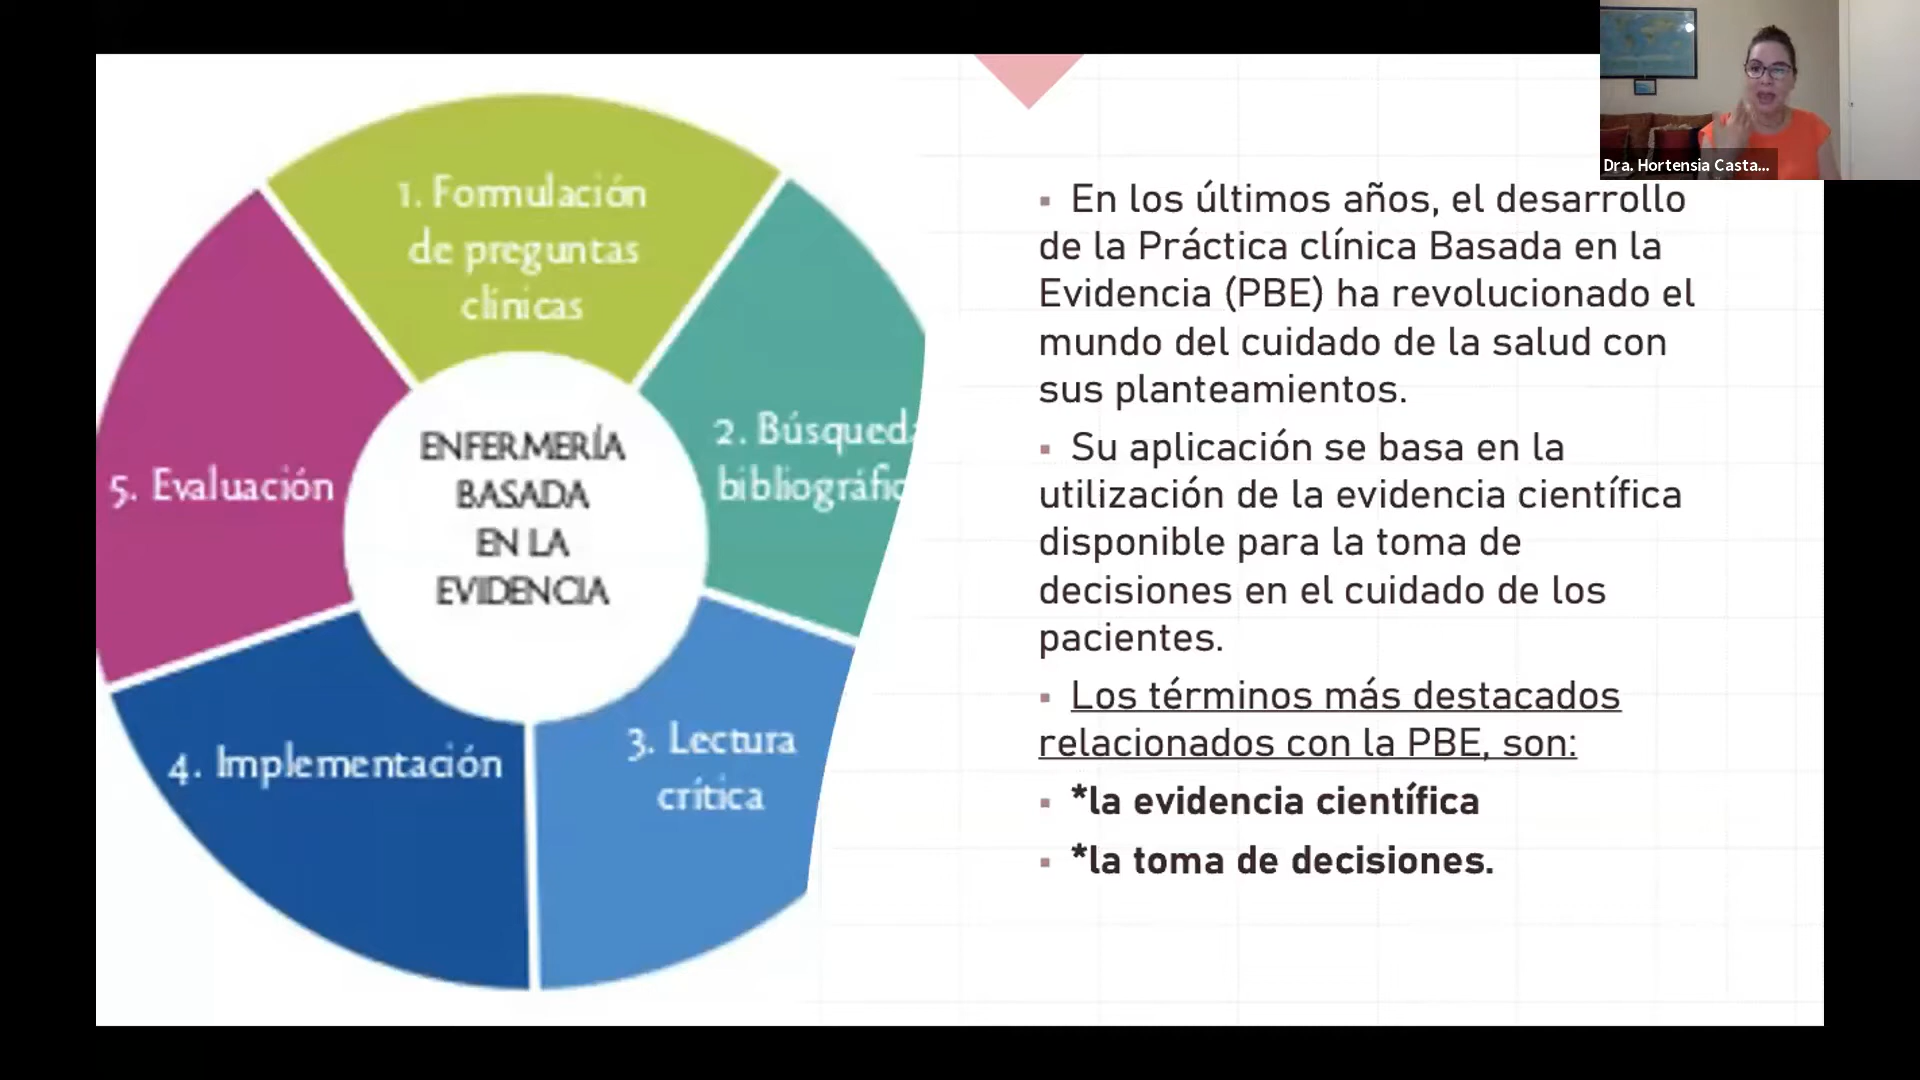 1. Formulación
de preguntas
clínicas
2. Búsqueda
bibliográfic
3. Lectura
crítica
4. Implementación
5. Evaluación
ENFERMERÍA
BASADA
EN LA
EVIDENCIA
Dra. Hortensia Casta...
▪ En los últimos años, el desarrollo
de la Práctica clínica Basada en la
Evidencia (PBE) ha revolucionado el
mundo del cuidado de la salud con
sus planteamientos.
▪ Su aplicación se basa en la
utilización de la evidencia científica
disponible para la toma de
decisiones en el cuidado de los
pacientes.
▪ Los términos más destacados
relacionados con la PBE, son:
▪ *la evidencia científica
▪ *la toma de decisiones.